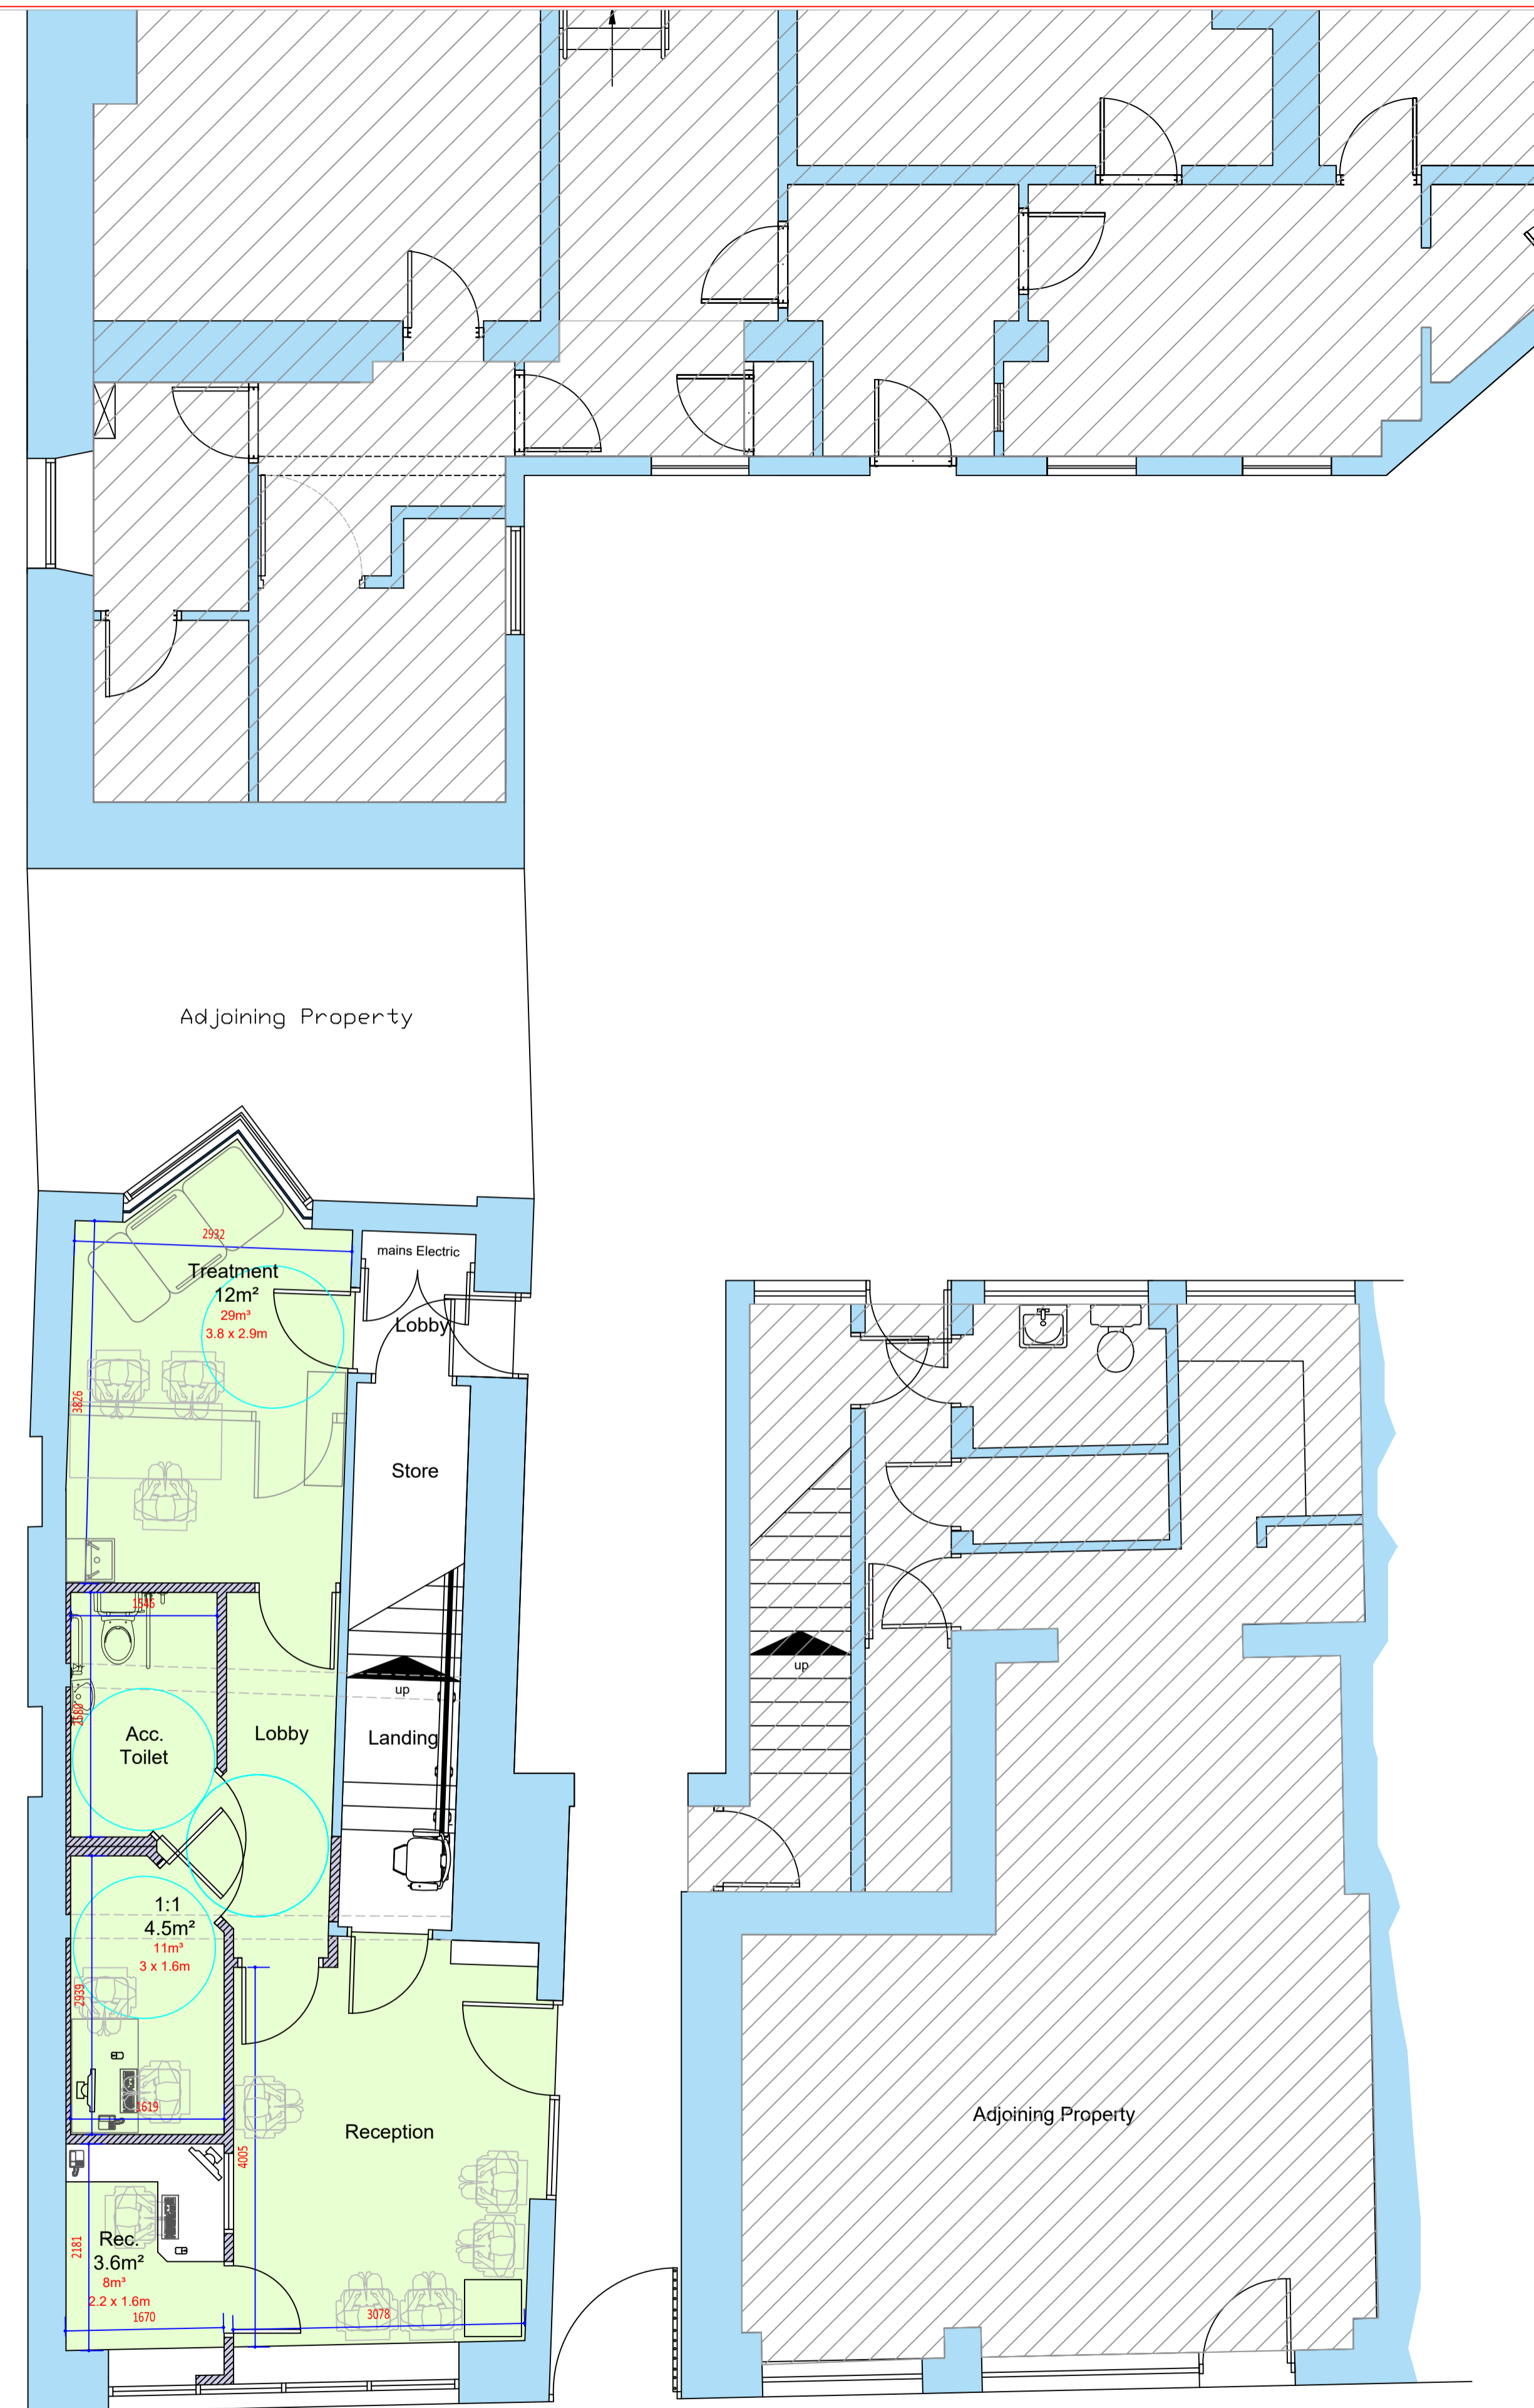 Adjoining Property
2932
mains Electric
Treatment
12m²
29m³
3.8 x 2.9m
Lobby
3826
Store
1546
up
2580
Acc.
Toilet
Lobby
Landing
up
1:1
4.5m²
11m³
3 x 1.6m
2939
1619
Reception
Adjoining Property
4005
Rec.
3.6m²
8m³
2.2 x 1.6m
2181
1670
3078